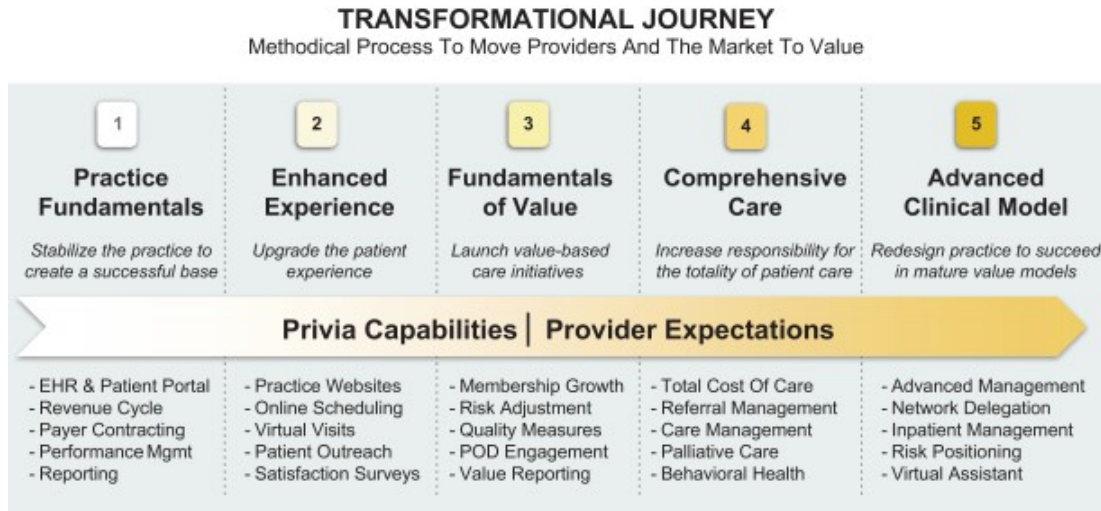 TRANSFORMATIONAL JOURNEY
Methodical Process To Move Providers And The Market To Value
1
Practice
Fundamentals
Stabilize the practice to
create a successful base
2
Enhanced
Experience
Upgrade the patient
experience
3
Fundamentals
of Value
Launch value-based
care initiatives
4
Comprehensive
Care
Increase responsibility for
the totality of patient care
5
Advanced
Clinical Model
Redesign practice to succeed
in mature value models
Privia Capabilities | Provider Expectations
- EHR & Patient Portal
- Revenue Cycle
- Payer Contracting
- Performance Mgmt
- Reporting
- Practice Websites
- Online Scheduling
- Virtual Visits
- Patient Outreach
- Satisfaction Surveys
- Membership Growth
- Risk Adjustment
- Quality Measures
- POD Engagement
- Value Reporting
- Total Cost Of Care
- Referral Management
- Care Management
- Palliative Care
- Behavioral Health
- Advanced Management
- Network Delegation
- Inpatient Management
- Risk Positioning
- Virtual Assistant